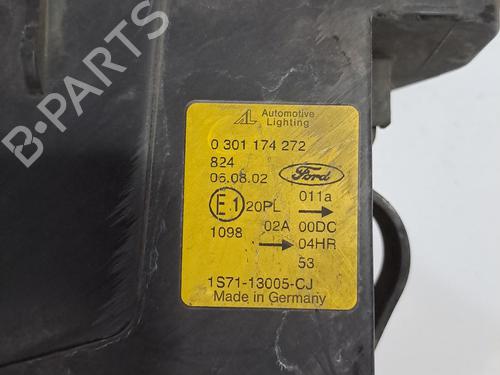 B-PARTS
AL Automotive Lighting
0 301 174 272
824
06.08.02 Ford
E1 20PL 011a
02A 00DC
1098 04HR
53
1S71-13005-CJ
Made in Germany